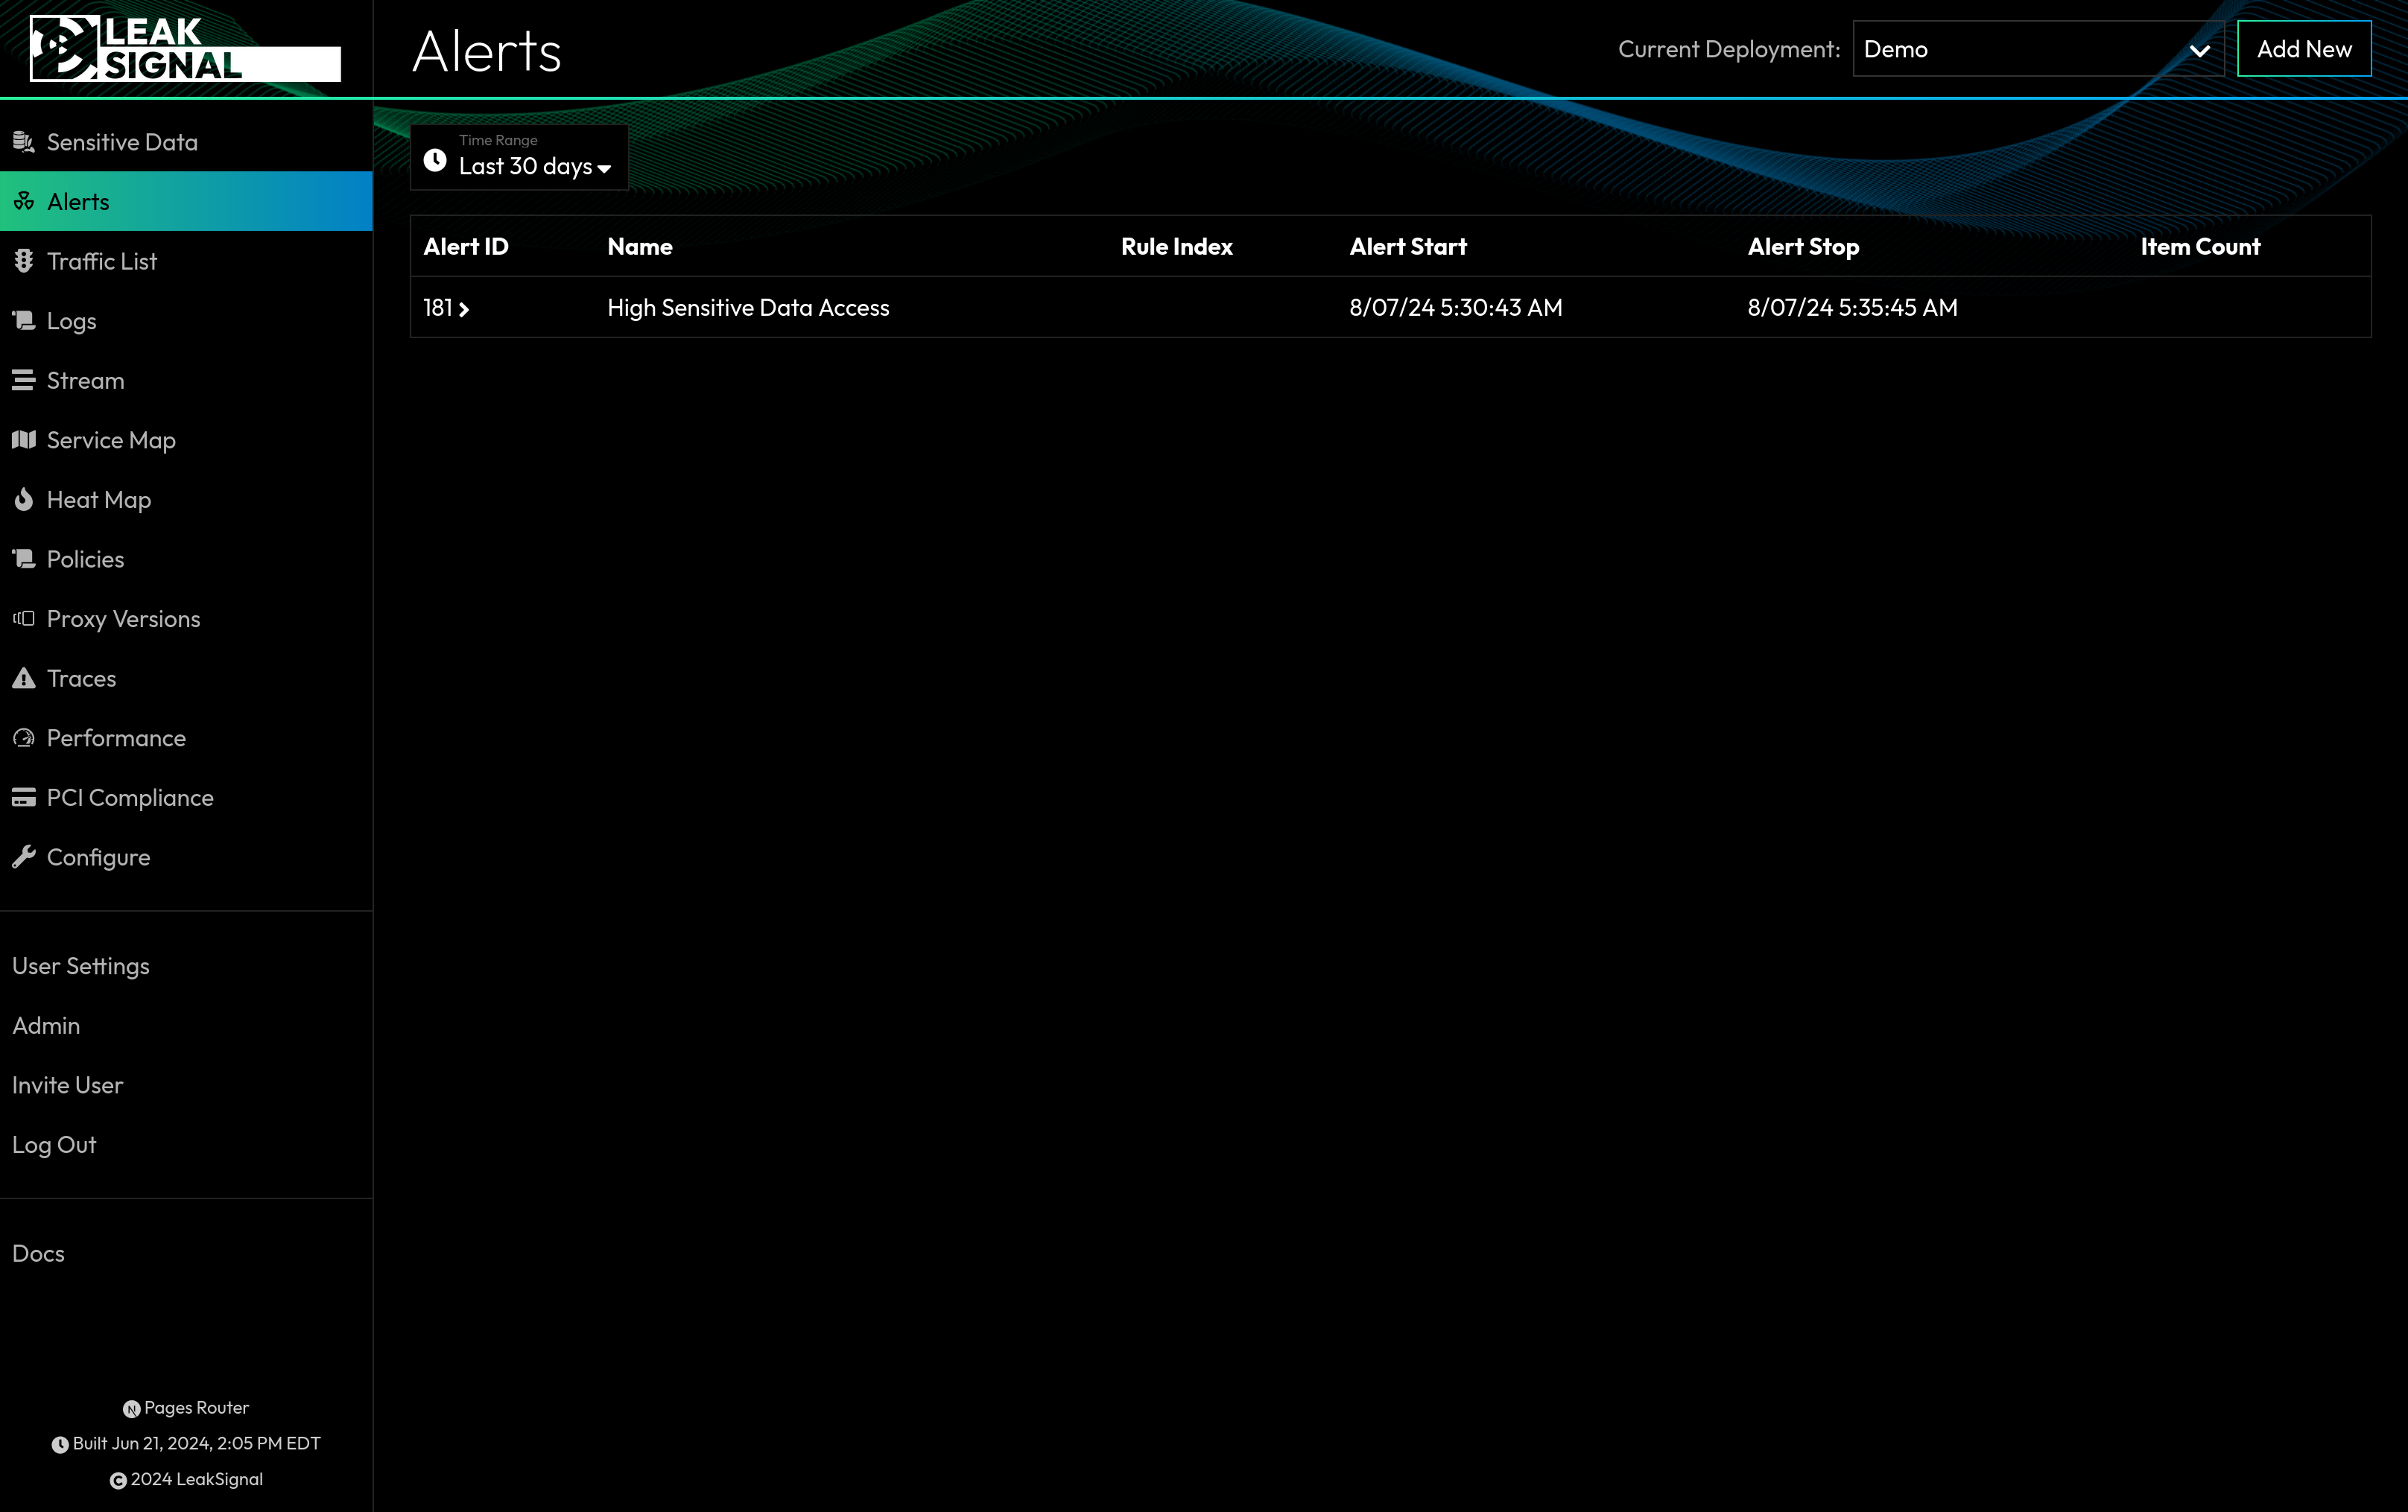 LEAK
SIGNAL
Alerts
Current Deployment:
Demo
Add New
Sensitive Data
Alerts
Traffic List
Logs
Stream
Service Map
Heat Map
Policies
Proxy Versions
Traces
Performance
PCI Compliance
Configure
User Settings
Admin
Invite User
Log Out
Docs
Pages Router
Built Jun 21, 2024, 2:05 PM EDT
© 2024 LeakSignal
Time Range
Last 30 days
Alert ID Name Rule Index Alert Start Alert Stop Item Count
181 High Sensitive Data Access 8/07/24 5:30:43 AM 8/07/24 5:35:45 AM